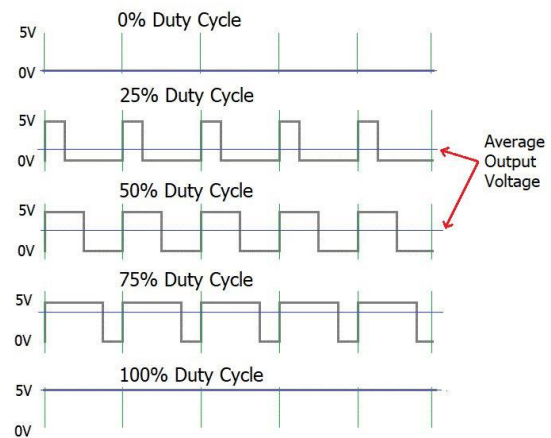 0% Duty Cycle
5V
0V
25% Duty Cycle
5V
0V
Average
Output
Voltage
50% Duty Cycle
5V
0V
75% Duty Cycle
5V
0V
100% Duty Cycle
5V
0V